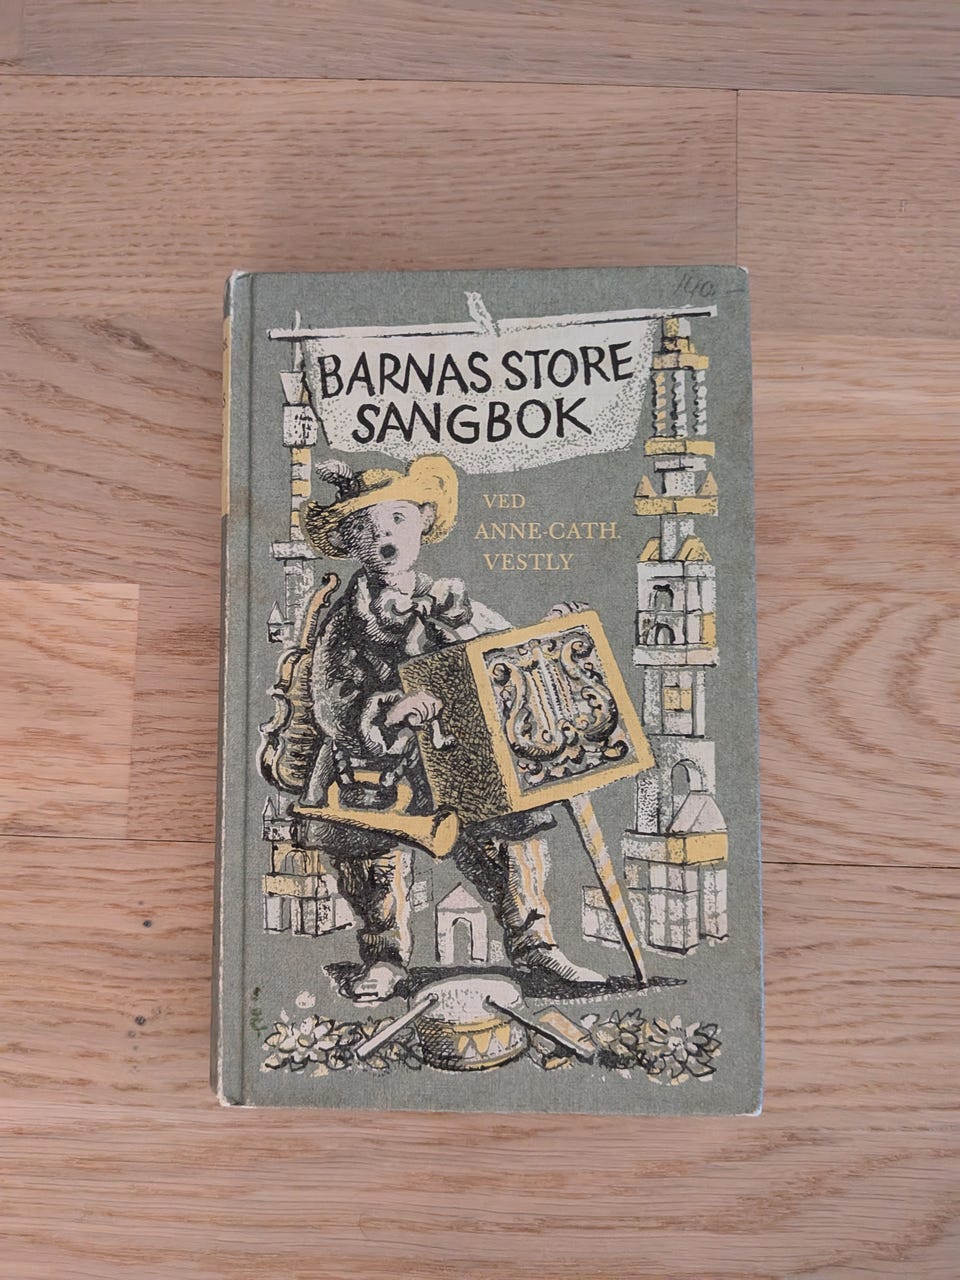 BARNAS STORE
SANGBOK
VED
ANNE-CATH.
VESTLY